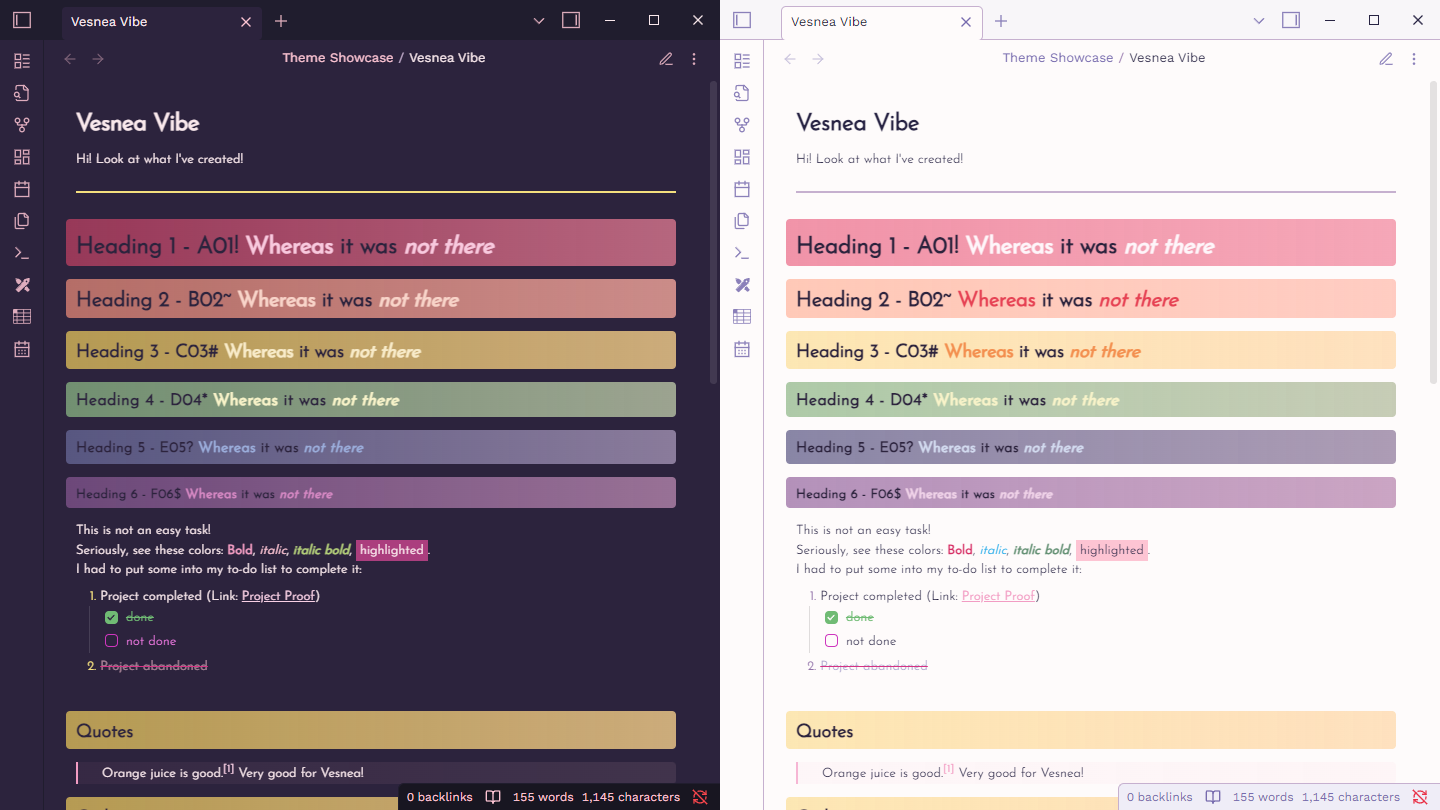 Vesnea Vibe
Theme Showcase / Vesnea Vibe
Vesnea Vibe
Hi! Look at what I've created!
Heading 1 - A01! Whereas it was not there
Heading 2 - B02~ Whereas it was not there
Heading 3 - C03# Whereas it was not there
Heading 4 - D04* Whereas it was not there
Heading 5 - E05? Whereas it was not there
Heading 6 - F06$ Whereas it was not there
This is not an easy task!
Seriously, see these colors: Bold, italic, italic bold, highlighted.
I had to put some into my to-do list to complete it:
1. Project completed (Link: Project Proof)
done
not done
2. Project abandoned
Quotes
Orange juice is good.[1] Very good for Vesnea!
0 backlinks 155 words 1,145 characters
Vesnea Vibe
Theme Showcase / Vesnea Vibe
Vesnea Vibe
Hi! Look at what I've created!
Heading 1 - A01! Whereas it was not there
Heading 2 - B02~ Whereas it was not there
Heading 3 - C03# Whereas it was not there
Heading 4 - D04* Whereas it was not there
Heading 5 - E05? Whereas it was not there
Heading 6 - F06$ Whereas it was not there
This is not an easy task!
Seriously, see these colors: Bold, italic, italic bold, highlighted.
I had to put some into my to-do list to complete it:
1. Project completed (Link: Project Proof)
done
not done
2. Project abandoned
Quotes
Orange juice is good.[1] Very good for Vesnea!
0 backlinks 155 words 1,145 characters